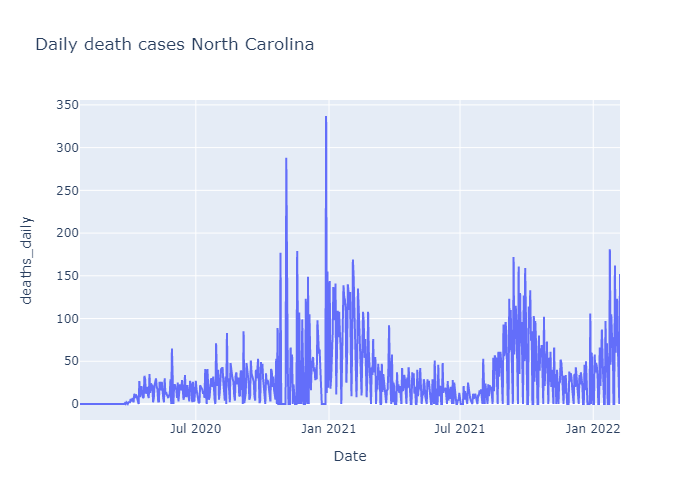 Daily death cases North Carolina
350
300
250
200
150
100
50
0
deaths_daily
Jul 2020
Jan 2021
Jul 2021
Jan 2022
Date